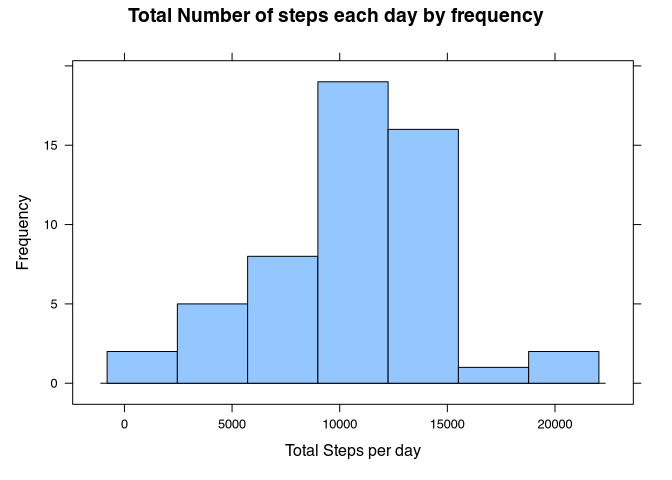 Total Number of steps each day by frequency
Frequency
15
10
5
0
0 5000 10000 15000 20000
Total Steps per day